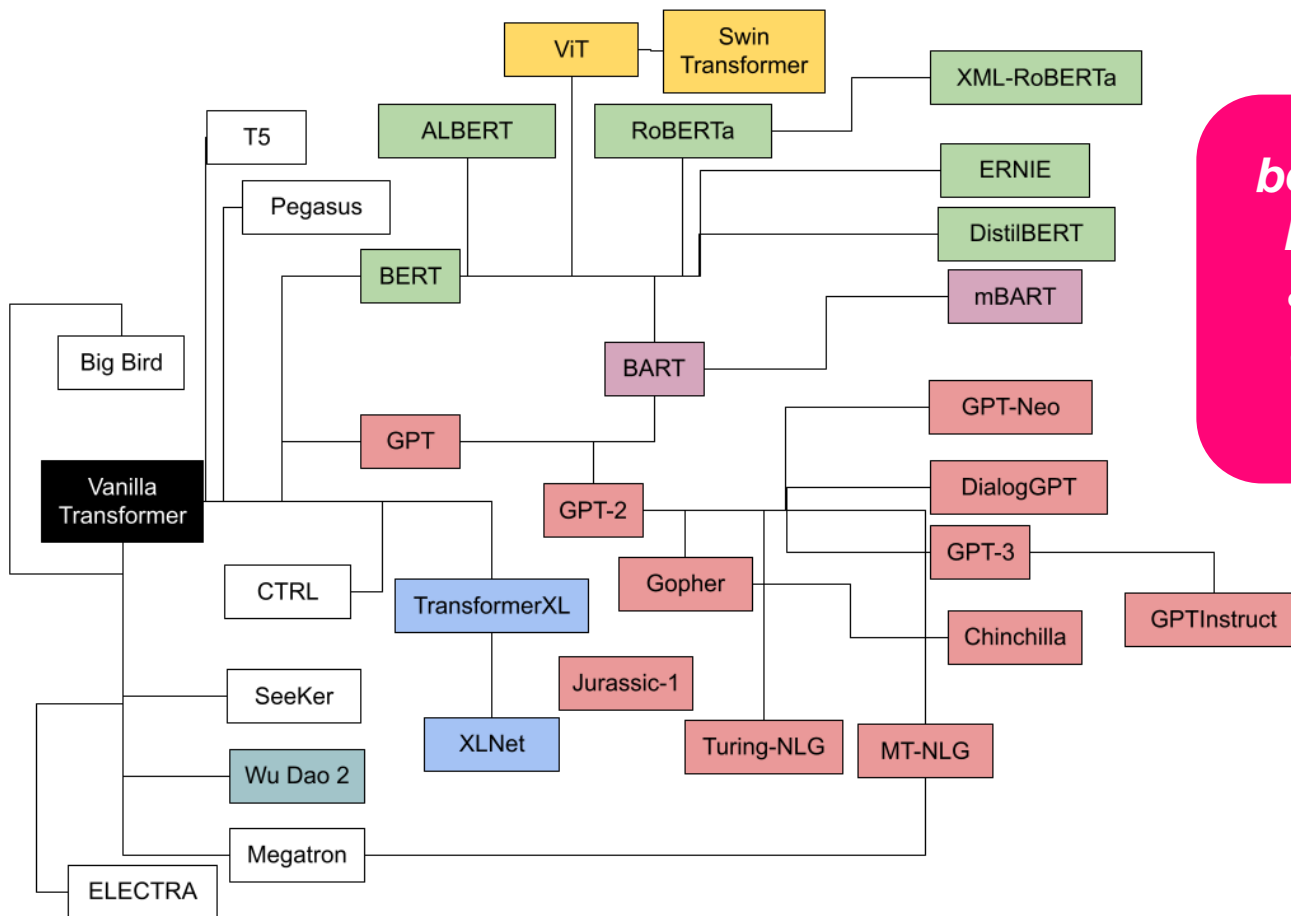 ViT
Swin
Transformer
XML-RoBERTa
T5
ALBERT
RoBERTa
ERNIE
Pegasus
DistilBERT
BERT
mBART
Big Bird
BART
GPT-Neo
GPT
Vanilla
Transformer
DialogGPT
GPT-2
GPT-3
Gopher
CTRL
TransformerXL
GPTInstruct
Chinchilla
Jurassic-1
SeeKer
XLNet
Turing-NLG
MT-NLG
Wu Dao 2
Megatron
ELECTRA